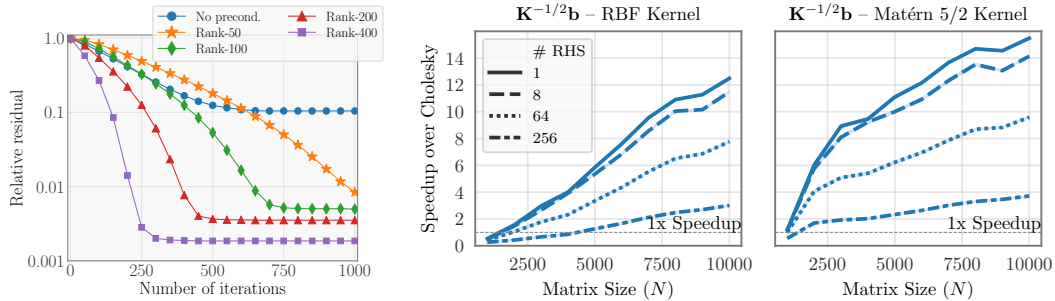 No precond.
Rank-50
Rank-100
Rank-200
Rank-400
Relative residual
1.0
0.1
0.01
0.001
0
250
500
750
1000
Number of iterations
K^{-1/2}b – RBF Kernel
Speedup over Cholesky
14
12
10
8
6
4
2
0
# RHS
1
8
64
256
1x Speedup
2500
5000
7500
10000
Matrix Size (N)
K^{-1/2}b – Matérn 5/2 Kernel
1x Speedup
2500
5000
7500
10000
Matrix Size (N)